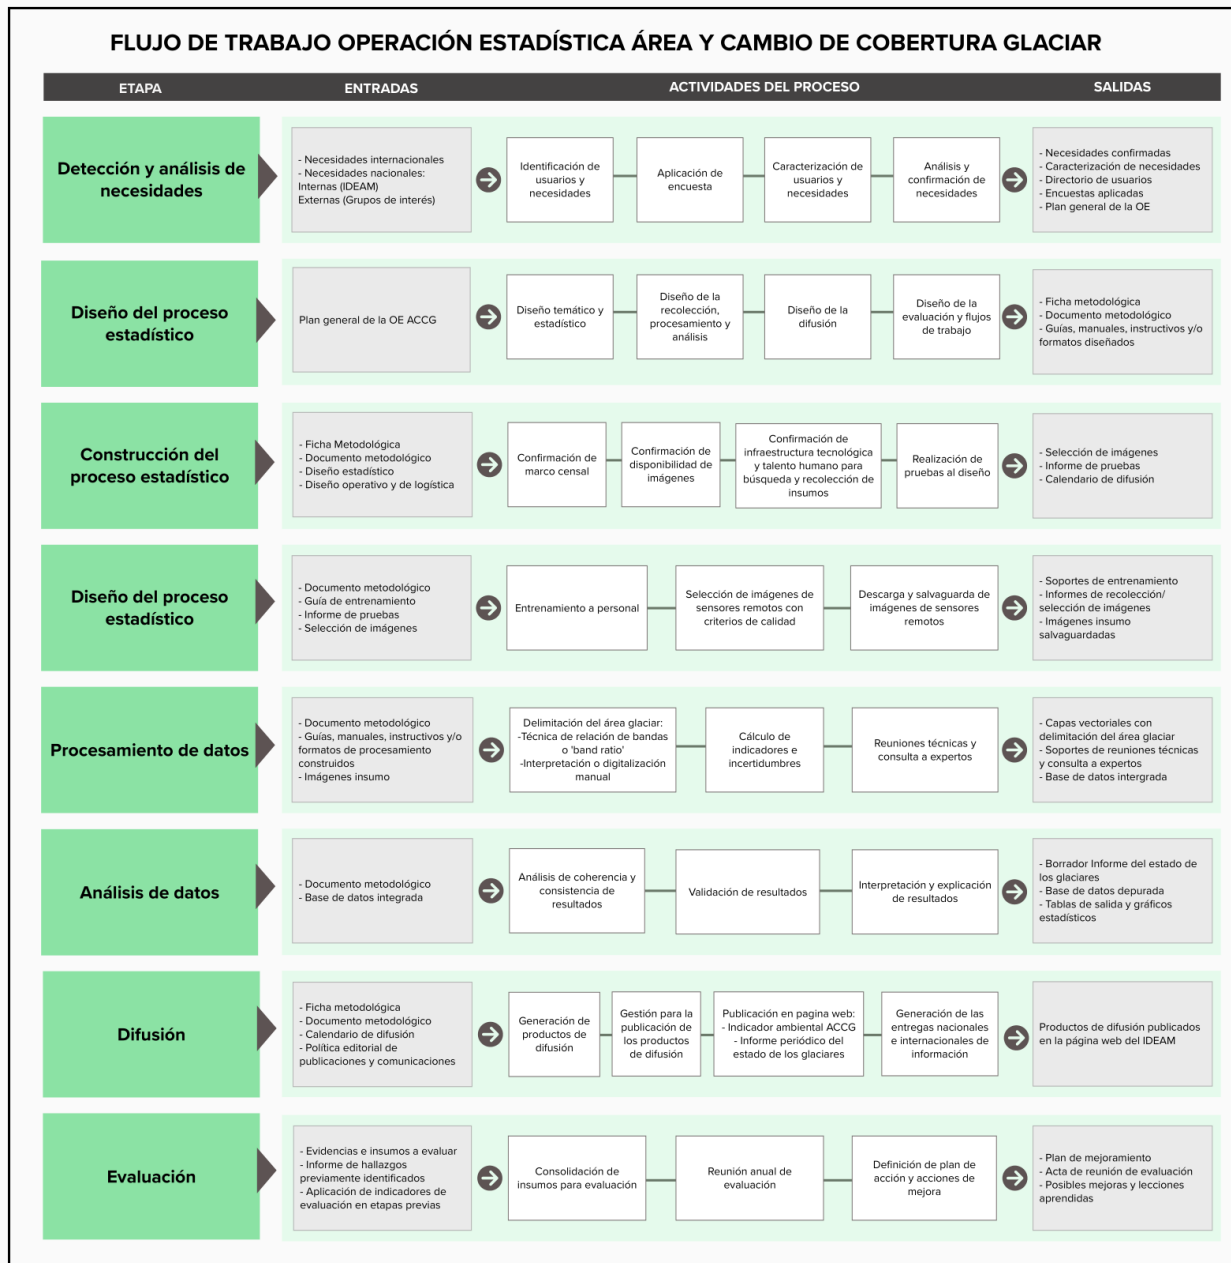 FLUJO DE TRABAJO OPERACIÓN ESTADÍSTICA ÁREA Y CAMBIO DE COBERTURA GLACIAR
ETAPA
ENTRADAS
ACTIVIDADES DEL PROCESO
SALIDAS
Detección y análisis de
necesidades
- Necesidades internacionales
- Necesidades nacionales:
Internas (IDEAM)
Externas (Grupos de interés)
Identificación de
usuarios y
necesidades
Aplicación de
encuesta
Caracterización de
usuarios y
necesidades
Análisis y
confirmación de
necesidades
- Necesidades confirmadas
- Caracterización de necesidades
- Directorio de usuarios
- Encuestas aplicadas
- Plan general de la OE
Diseño del proceso
estadístico
Plan general de la OE ACCG
Diseño temático y
estadístico
Diseño de la
recolección,
procesamiento y
análisis
Diseño de la
difusión
Diseño de la
evaluación y flujos
de trabajo
- Ficha metodológica
- Documento metodológico
- Guías, manuales, instructivos y/o
formatos diseñados
Construcción del
proceso estadístico
- Ficha Metodológica
- Documento metodológico
- Diseño estadístico
- Diseño operativo y de logística
Confirmación de
marco censal
Confirmación de
disponibilidad de
imágenes
Confirmación de
infraestructura tecnológica
y talento humano para
búsqueda y recolección de
insumos
Realización de
pruebas al diseño
- Selección de imágenes
- Informe de pruebas
- Calendario de difusión
Diseño del proceso
estadístico
- Documento metodológico
- Guía de entrenamiento
- Informe de pruebas
- Selección de imágenes
Entrenamiento a personal
Selección de imágenes de
sensores remotos con
criterios de calidad
Descarga y salvaguarda de
imágenes de sensores
remotos
- Soportes de entrenamiento
- Informes de recolección/
selección de imágenes
- Imágenes insumo
salvaguardadas
Procesamiento de datos
- Documento metodológico
- Guías, manuales, instructivos y/o
formatos de procesamiento
construidos
- Imágenes insumo
Delimitación del área glaciar:
-Técnica de relación de bandas
o 'band ratio'
-Interpretación o digitalización
manual
Cálculo de
indicadores e
incertidumbres
Reuniones técnicas y
consulta a expertos
- Capas vectoriales con
delimitación del área glaciar
- Soportes de reuniones técnicas
y consulta a expertos
- Base de datos intergrada
Análisis de datos
- Documento metodológico
- Base de datos integrada
Análisis de coherencia y
consistencia de
resultados
Validación de resultados
Interpretación y explicación
de resultados
- Borrador Informe del estado de
los glaciares
- Base de datos depurada
- Tablas de salida y gráficos
estadísticos
Difusión
- Ficha metodológica
- Documento metodológico
- Calendario de difusión
- Política editorial de
publicaciones y comunicaciones
Generación de
productos de
difusión
Gestión para la
publicación de
los productos
de difusión
Publicación en pagina web:
- Indicador ambiental ACCG
- Informe periódico del
estado de los glaciares
Generación de las
entregas nacionales
e internacionales de
información
Productos de difusión publicados
en la página web del IDEAM
Evaluación
- Evidencias e insumos a evaluar
- Informe de hallazgos
previamente identificados
- Aplicación de indicadores de
evaluación en etapas previas
Consolidación de
insumos para evaluación
Reunión anual de
evaluación
Definición de plan de
acción y acciones de
mejora
- Plan de mejoramiento
- Acta de reunión de evaluación
- Posibles mejoras y lecciones
aprendidas